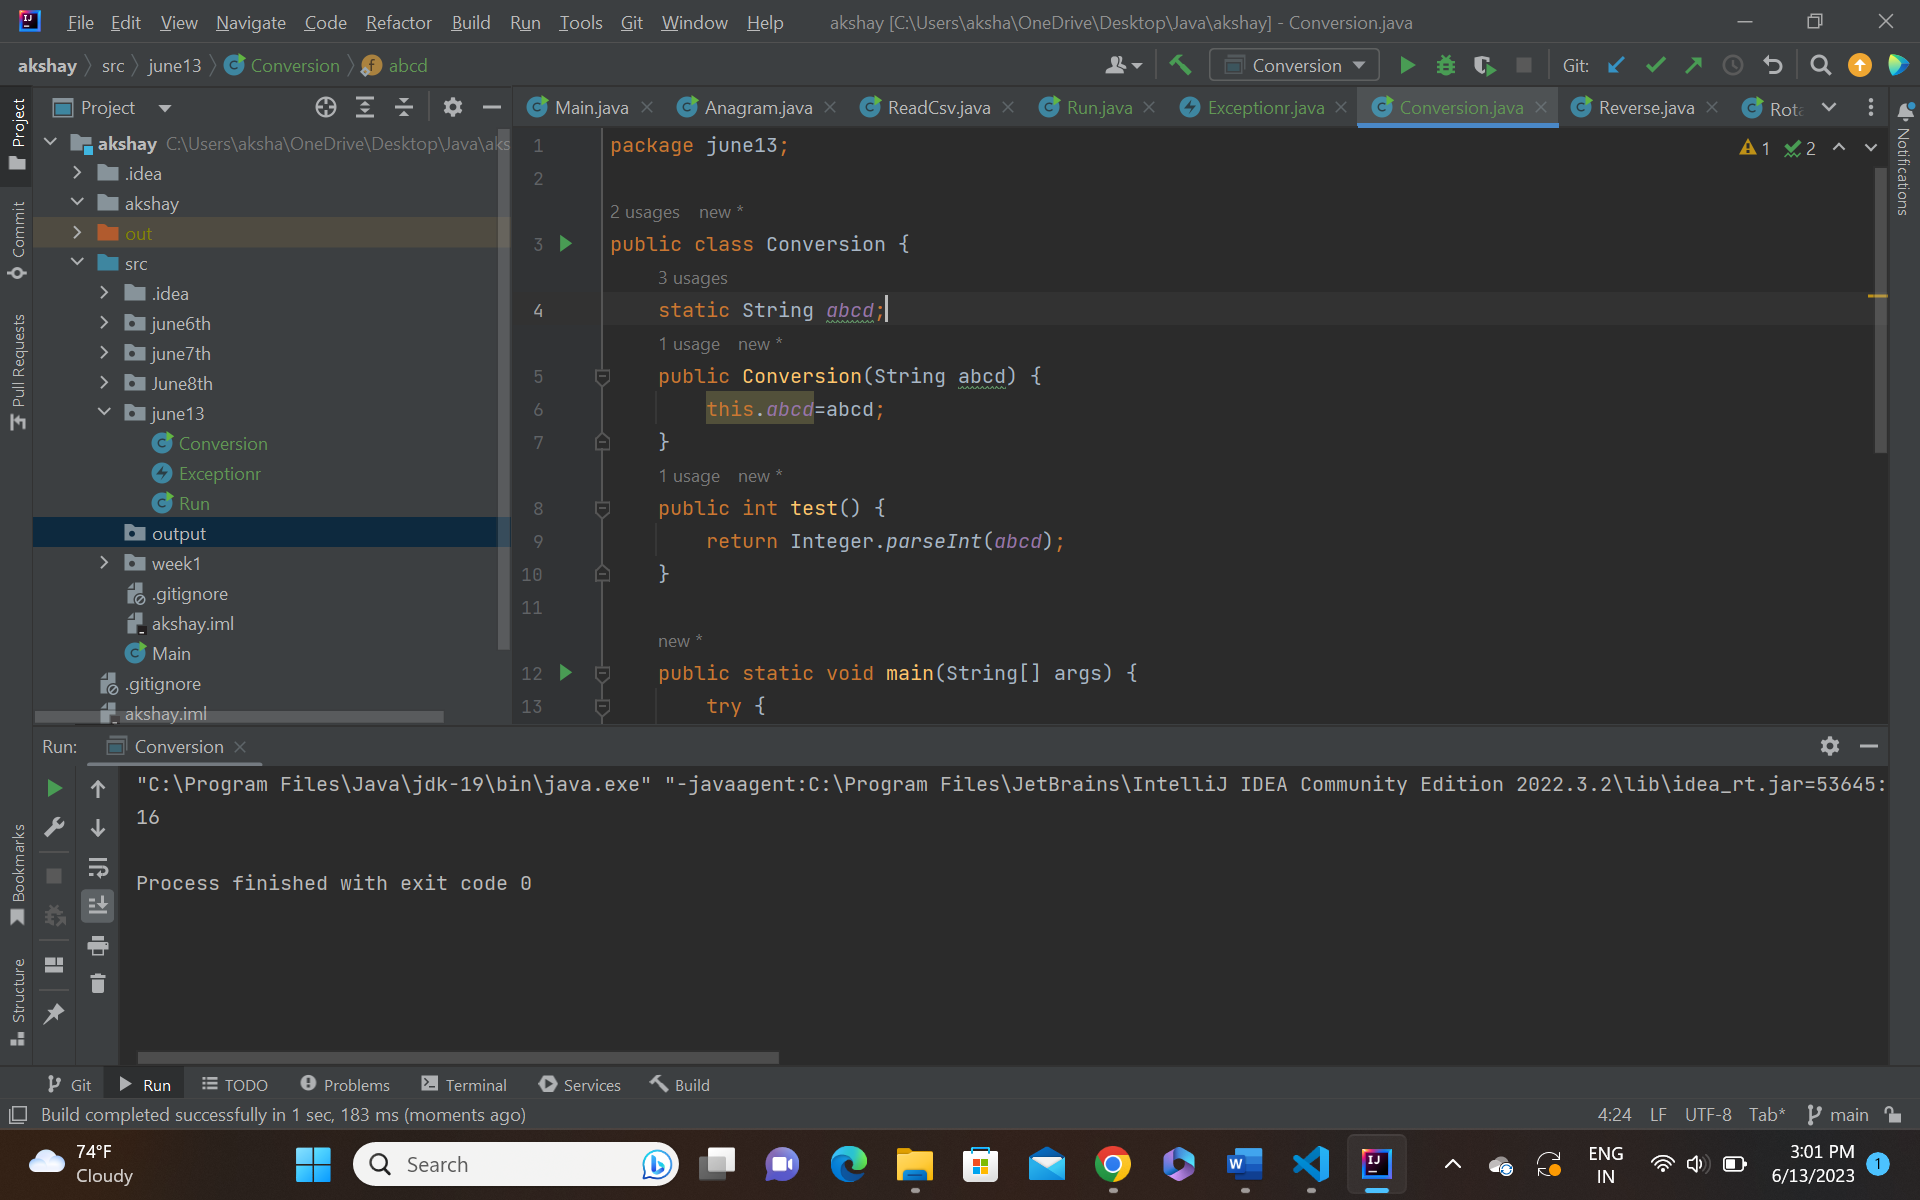 File Edit View Navigate Code Refactor Build Run Tools Git Window Help akshay [C:\Users\aksha\OneDrive\Desktop\Java\akshay] - Conversion.java
akshay src june13 Conversion abcd Conversion Git:
Project
Main.java Anagram.java ReadCsv.java Run.java Exceptionr.java Conversion.java Reverse.java Rota
Project
Commit
Pull Requests
Bookmarks
Structure
Notifications
akshay C:\Users\aksha\OneDrive\Desktop\Java\aks
.idea
akshay
out
src
.idea
june6th
june7th
June8th
june13
Conversion
Exceptionr
Run
output
week1
.gitignore
akshay.iml
Main
.gitignore
akshay.iml
1 2
1 package june13;
2
2 usages new *
3 public class Conversion {
3 usages
4 static String abcd;
1 usage new *
5 public Conversion(String abcd) {
6 this.abcd=abcd;
7 }
1 usage new *
8 public int test() {
9 return Integer.parseInt(abcd);
10 }
11
new *
12 public static void main(String[] args) {
13 try {
Run: Conversion
"C:\Program Files\Java\jdk-19\bin\java.exe" "-javaagent:C:\Program Files\JetBrains\IntelliJ IDEA Community Edition 2022.3.2\lib\idea_rt.jar=53645:
16
Process finished with exit code 0
Git Run TODO Problems Terminal Services Build
Build completed successfully in 1 sec, 183 ms (moments ago) 4:24 LF UTF-8 Tab* main
74°F
Cloudy
Search
ENG
IN
3:01 PM
6/13/2023
1